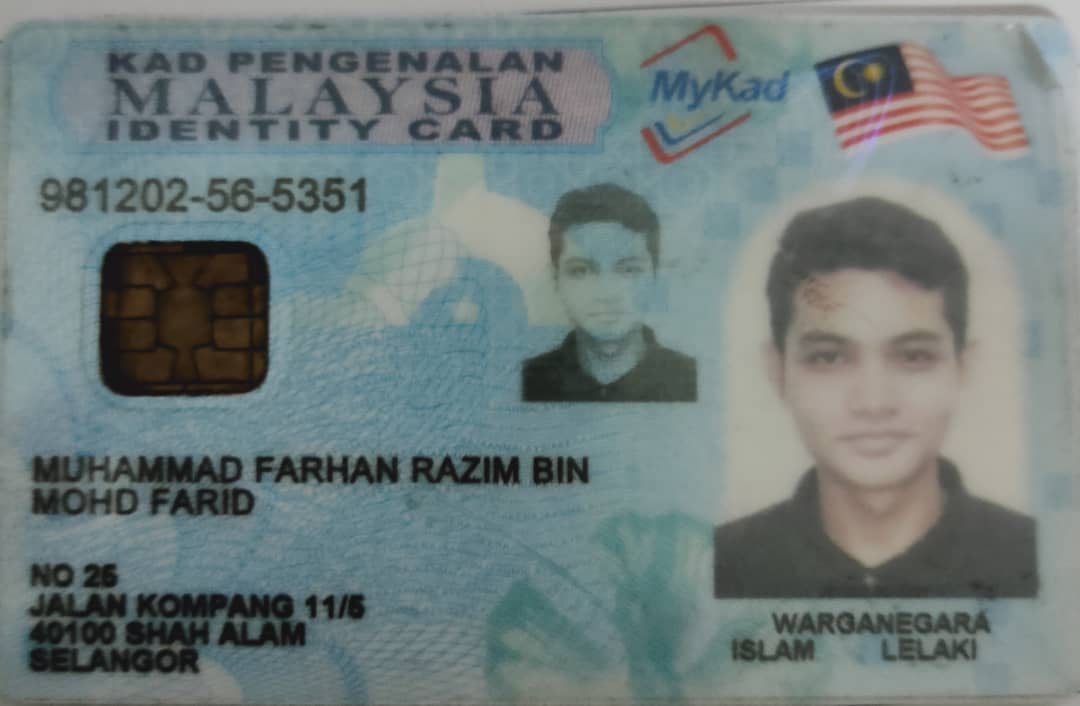 KAD PENGENALAN
MALAYSIA
IDENTITY CARD
MyKad
981202-56-5351
MUHAMMAD FARHAN RAZIM BIN
MOHD FARID
NO 25
JALAN KOMPANG 11/5
40100 SHAH ALAM
SELANGOR
WARGANEGARA
ISLAM LELAKI